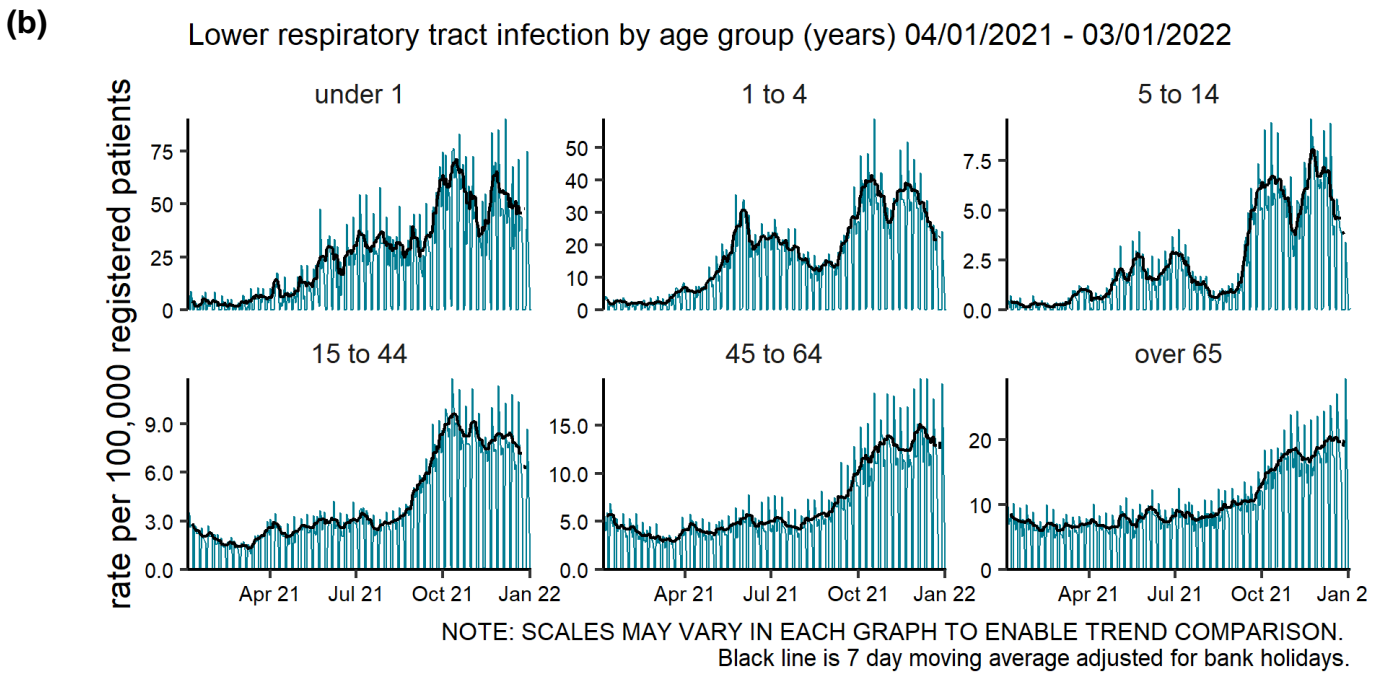 (b)
Lower respiratory tract infection by age group (years) 04/01/2021 - 03/01/2022
rate per 100,000 registered patients
under 1
75
50
25
0
1 to 4
50
40
30
20
10
0
5 to 14
7.5
5.0
2.5
0.0
15 to 44
9.0
6.0
3.0
0.0
Apr 21 Jul 21 Oct 21 Jan 22
45 to 64
15.0
10.0
5.0
0.0
Apr 21 Jul 21 Oct 21 Jan 22
over 65
20
10
0
Apr 21 Jul 21 Oct 21 Jan 2
NOTE: SCALES MAY VARY IN EACH GRAPH TO ENABLE TREND COMPARISON.
Black line is 7 day moving average adjusted for bank holidays.